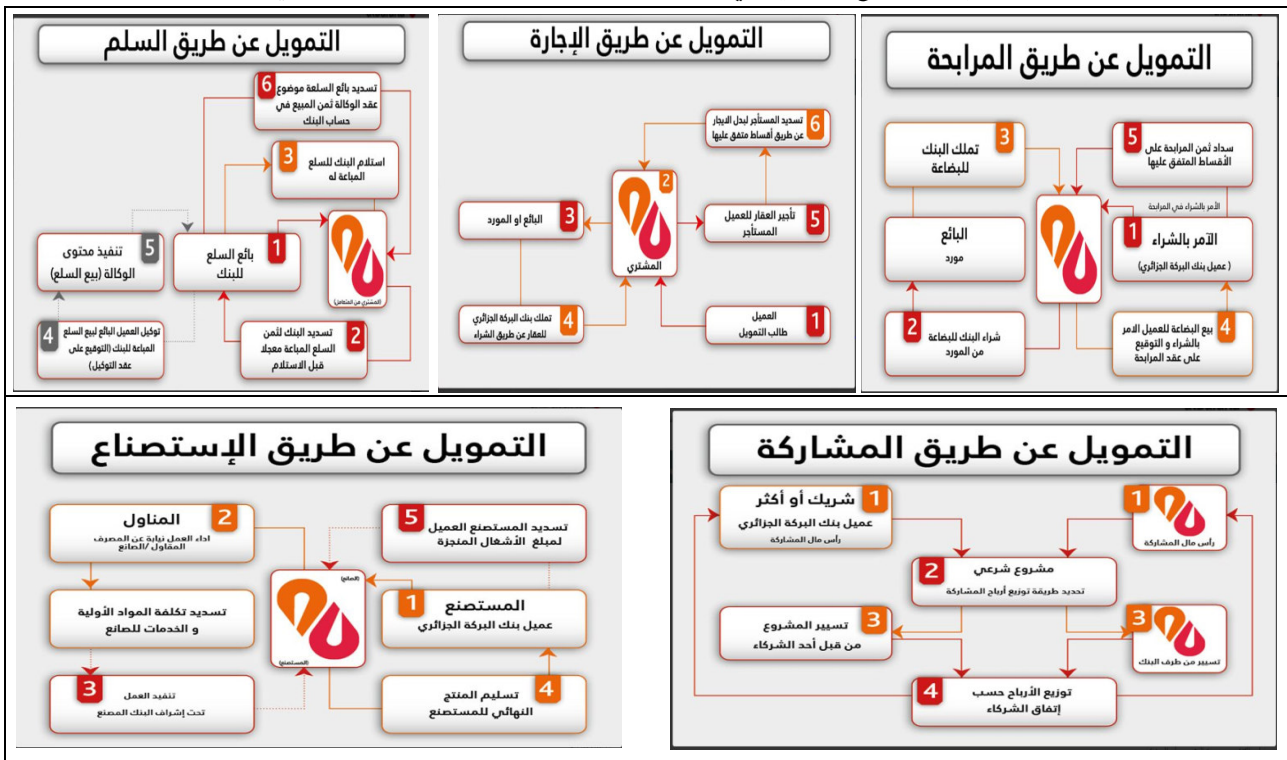 التمويل عن طريق المرابحة
3
تملك البنك
للبضاعة
5
سداد ثمن المرابحة على
الأقساط المتفق عليها
الأمر بالشراء في المرابحة
البائع
مورد
1
الآمر بالشراء
(عميل بنك البركة الجزائري)
2
شراء البنك للبضاعة
من المورد
4
بيع البضاعة للعميل الامر
بالشراء و التوقيع
على عقد المرابحة
التمويل عن طريق الإجارة
6
تسديد المستأجر لبدل الايجار
عن طريق أقساط متفق عليها
2
المشتري
3
البائع او المورد
5
تأجير العقار للعميل
المستأجر
4
تملك بنك البركة الجزائري
للعقار عن طريق الشراء
1
العميل
طالب التمويل
التمويل عن طريق السلم
6
تسديد بائع السلعة موضوع
عقد الوكالة ثمن المبيع في
حساب البنك
3
استلام البنك للسلع
المباعة له
5
تنفيذ محتوى
الوكالة (بيع السلع)
1
بائع السلع
للبنك
(المشتري من المتعامل)
4
توكيل العميل البائع لبيع السلع
المباعة للبنك (التوقيع على
عقد التوكيل)
2
تسديد البنك لثمن
السلع المباعة معجلا
قبل الاستلام
التمويل عن طريق المشاركة
1
شريك أو أكثر
عميل بنك البركة الجزائري
رأس مال المشاركة
1
رأس مال المشاركة
2
مشروع شرعي
تحديد طريقة توزيع أرباح المشاركة
3
تسيير المشروع
من قبل أحد الشركاء
3
تسيير من طرف البنك
4
توزيع الأرباح حسب
إتفاق الشركاء
التمويل عن طريق الإستصناع
2
المناول
اداء العمل نيابة عن المصرف
المقاول /الصانع
5
تسديد المستصنع العميل
لمبلغ الأشغال المنجزة
(الصانع)
(المستصنع)
تسديد تكلفة المواد الأولية
و الخدمات للصانع
1
المستصنع
عميل بنك البركة الجزائري
3
تنفيد العمل
تحت إشراف البنك المصنع
4
تسليم المنتج
النهائي للمستصنع